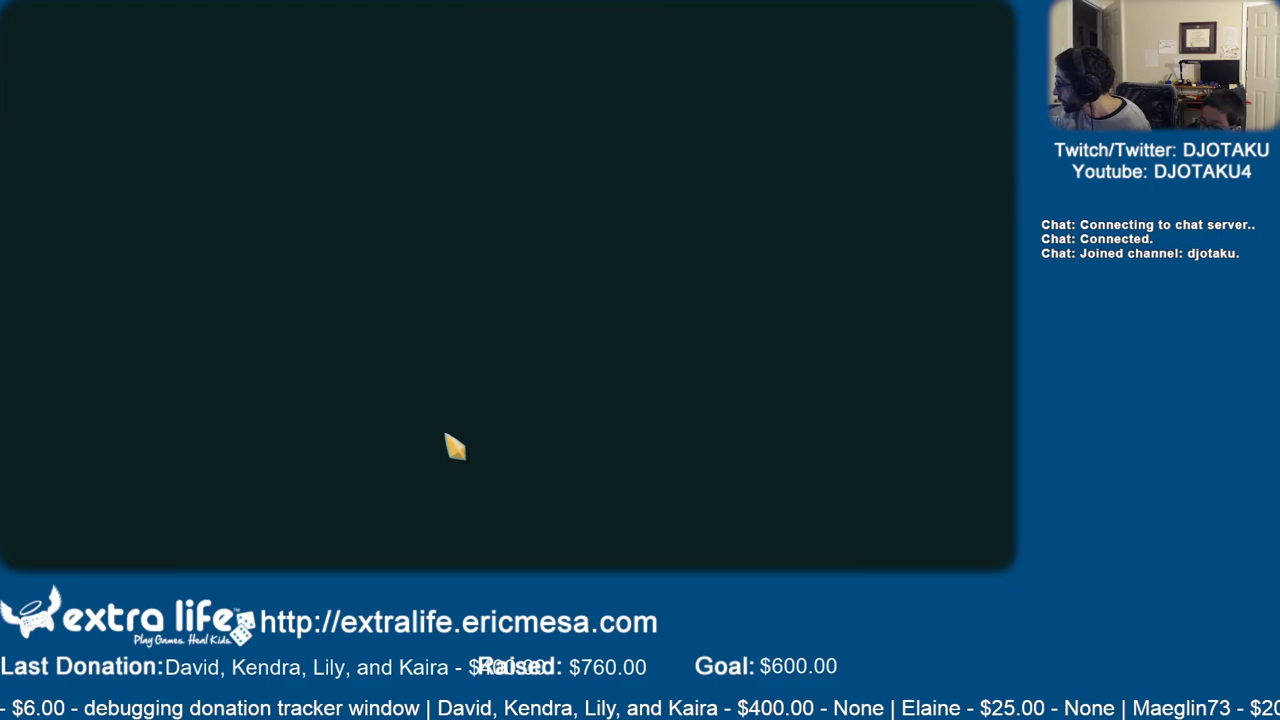 Twitch/Twitter: DJOTAKU
Youtube: DJOTAKU4
Chat: Connecting to chat server..
Chat: Connected.
Chat: Joined channel: djotaku.
extra life
Play Games. Heal Kids.
http://extralife.ericmesa.com
Last Donation: David, Kendra, Lily, and Kaira - $400.00 Raised: $760.00 Goal: $600.00
- $6.00 - debugging donation tracker window | David, Kendra, Lily, and Kaira - $400.00 - None | Elaine - $25.00 - None | Maeglin73 - $20